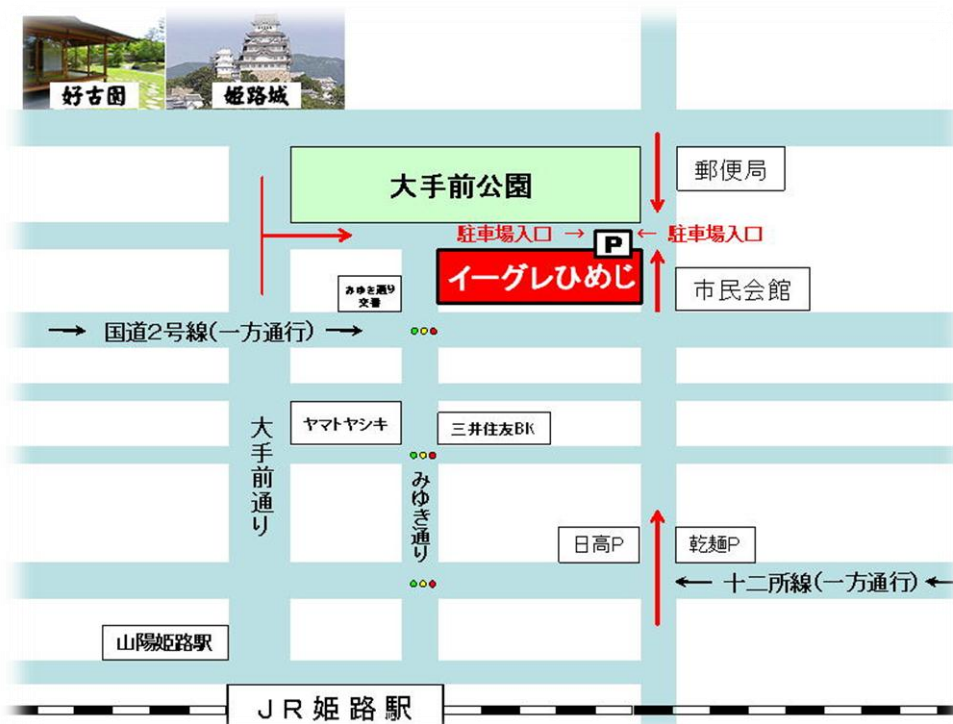 好古園
姫路城
大手前公園
郵便局
駐車場入口 →
← 駐車場入口
P
イーグレひめじ
みゆき通り
交番
市民会館
→ 国道2号線(一方通行) →
ヤマトヤシキ
三井住友BK
大手前通り
みゆき通り
日高P
乾麺P
← 十二所線(一方通行) ←
山陽姫路駅
JR姫路駅